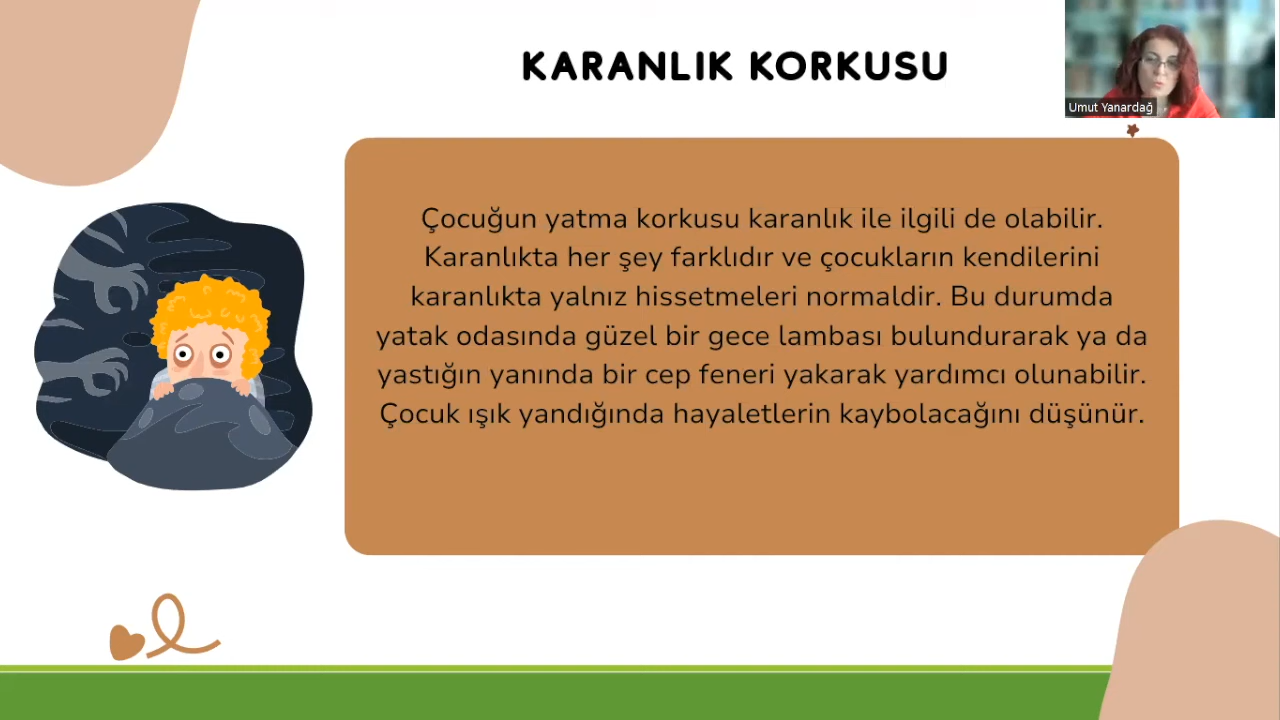 KARANLIK KORKUSU
Umut Yanardağ
Çocuğun yatma korkusu karanlık ile ilgili de olabilir.
Karanlıkta her şey farklıdır ve çocukların kendilerini
karanlıkta yalnız hissetmeleri normaldir. Bu durumda
yatak odasında güzel bir gece lambası bulundurarak ya da
yastığın yanında bir cep feneri yakarak yardımcı olunabilir.
Çocuk ışık yandığında hayaletlerin kaybolacağını düşünür.